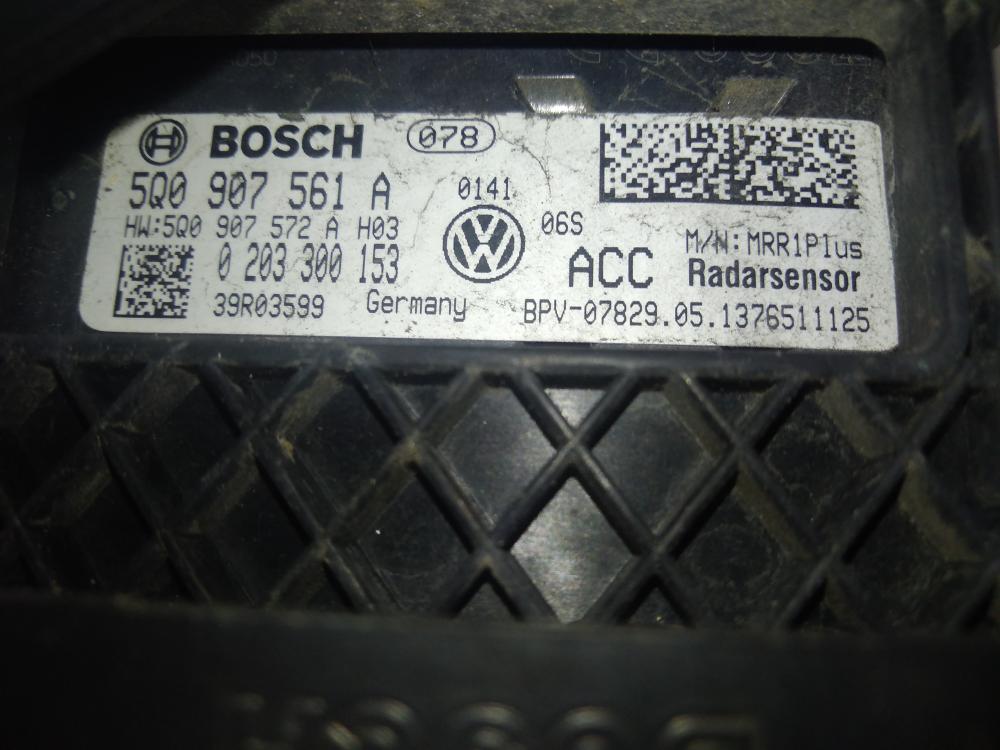 BOSCH 078
5Q0 907 561 A 0141
HW:5Q0 907 572 A H03 06S
M/N:MRR1Plus
0 203 300 153 ACC Radarsensor
39R03599 Germany BPV-07829.05.1376511125